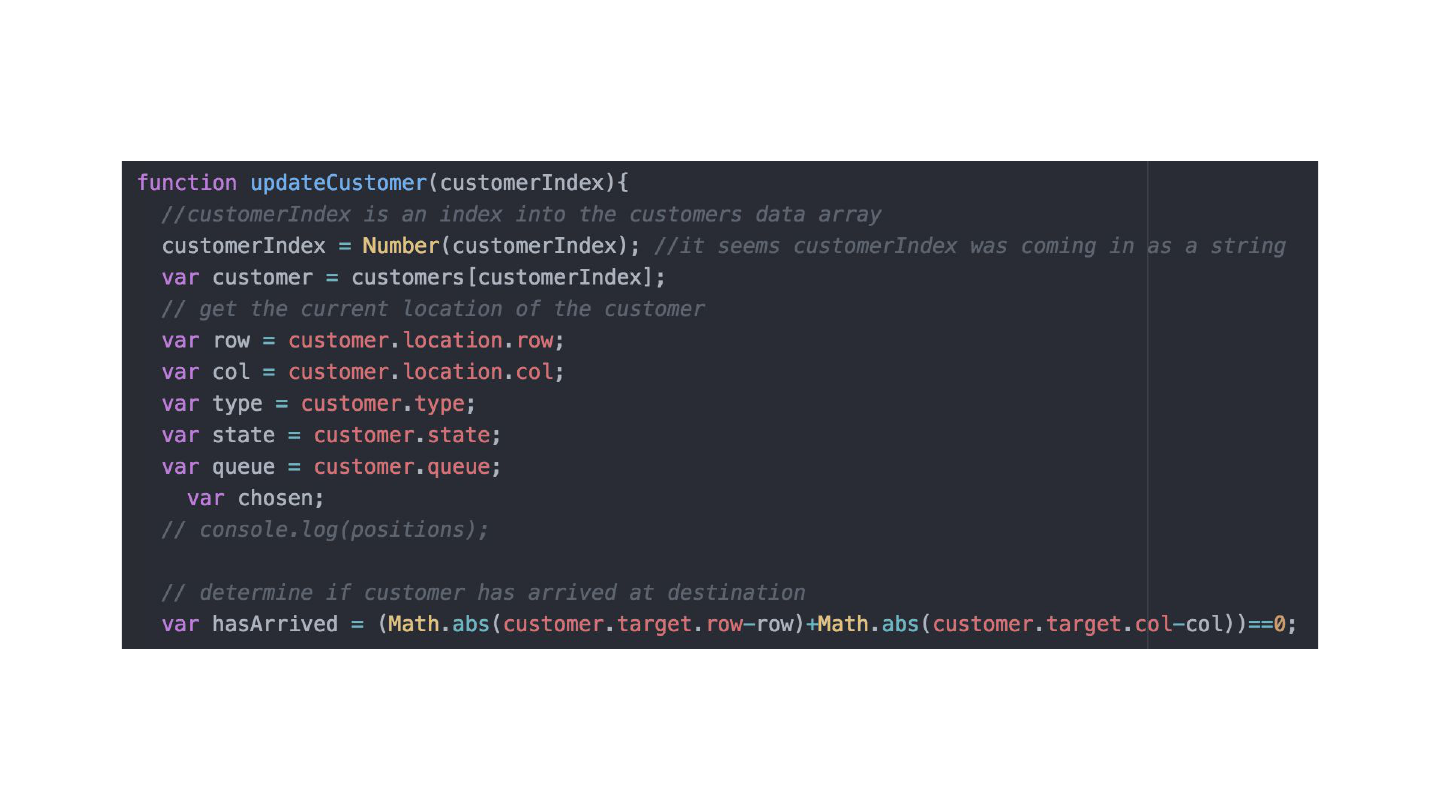 function updateCustomer(customerIndex){
//customerIndex is an index into the customers data array
customerIndex = Number(customerIndex); //it seems customerIndex was coming in as a string
var customer = customers[customerIndex];
// get the current location of the customer
var row = customer.location.row;
var col = customer.location.col;
var type = customer.type;
var state = customer.state;
var queue = customer.queue;
var chosen;
// console.log(positions);
// determine if customer has arrived at destination
var hasArrived = (Math.abs(customer.target.row-row)+Math.abs(customer.target.col-col))==0;